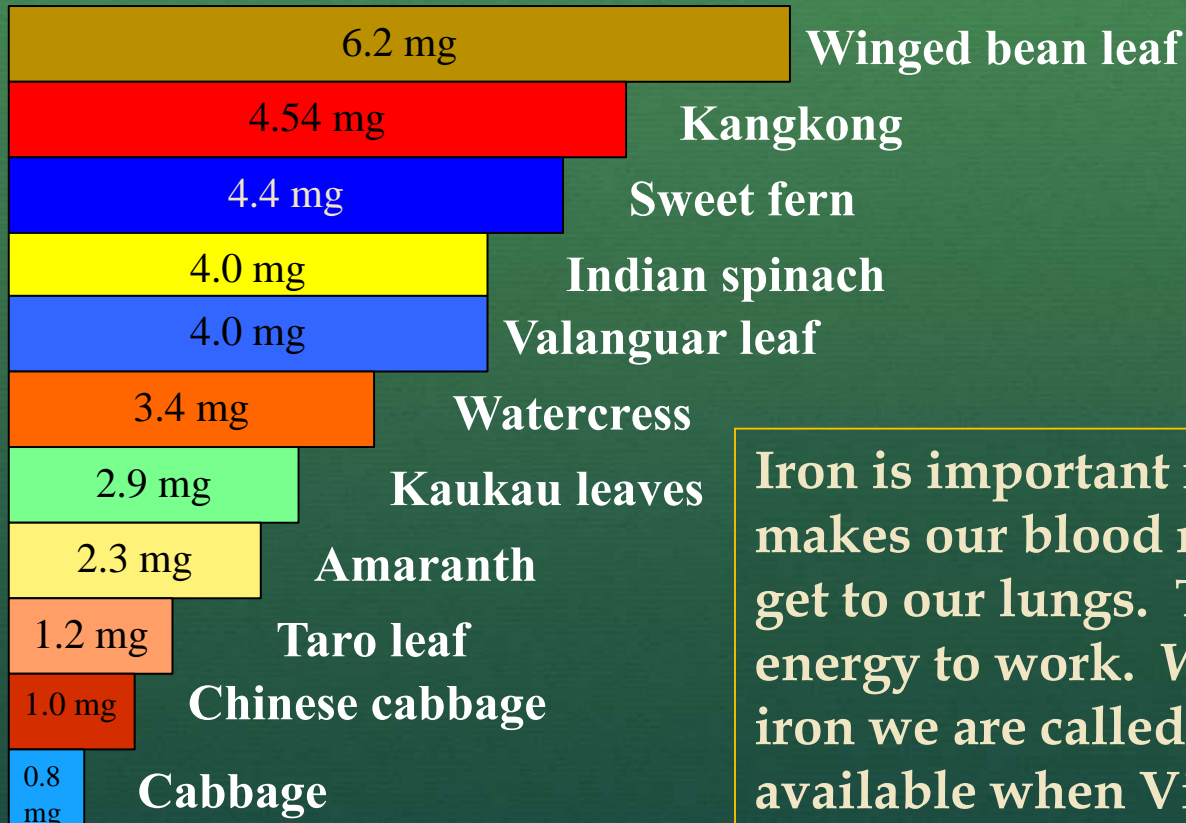 6.2 mg Winged bean leaf
4.54 mg Kangkong
4.4 mg Sweet fern
4.0 mg Indian spinach
4.0 mg Valanguar leaf
3.4 mg Watercress
2.9 mg Kaukau leaves
2.3 mg Amaranth
1.2 mg Taro leaf
1.0 mg Chinese cabbage
0.8
mg
Cabbage
Iron is important
makes our blood
get to our lungs.
energy to work.
iron we are called
available when